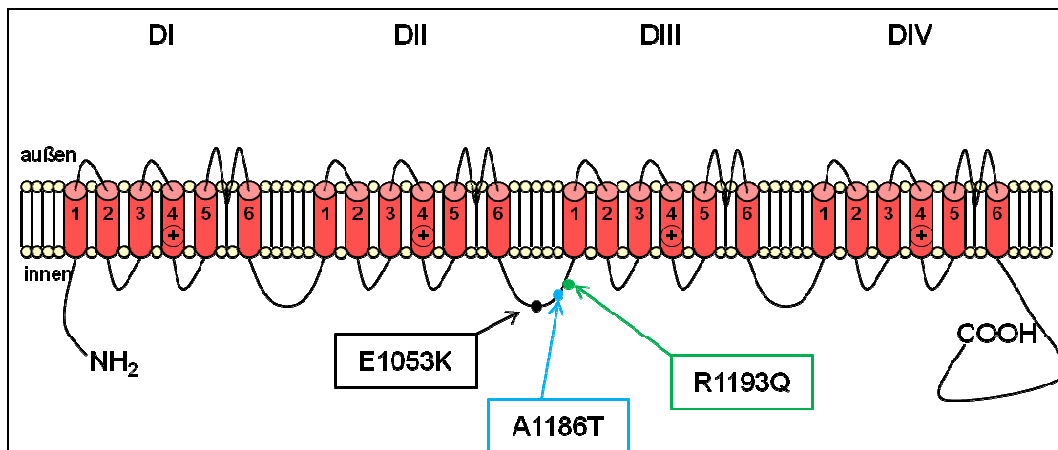 DI DII DIII DIV
außen
1 2 3 4 5 6 1 2 3 4 5 6 1 2 3 4 5 6 1 2 3 4 5 6
+ + + +
innen
NH2
COOH
E1053K
R1193Q
A1186T